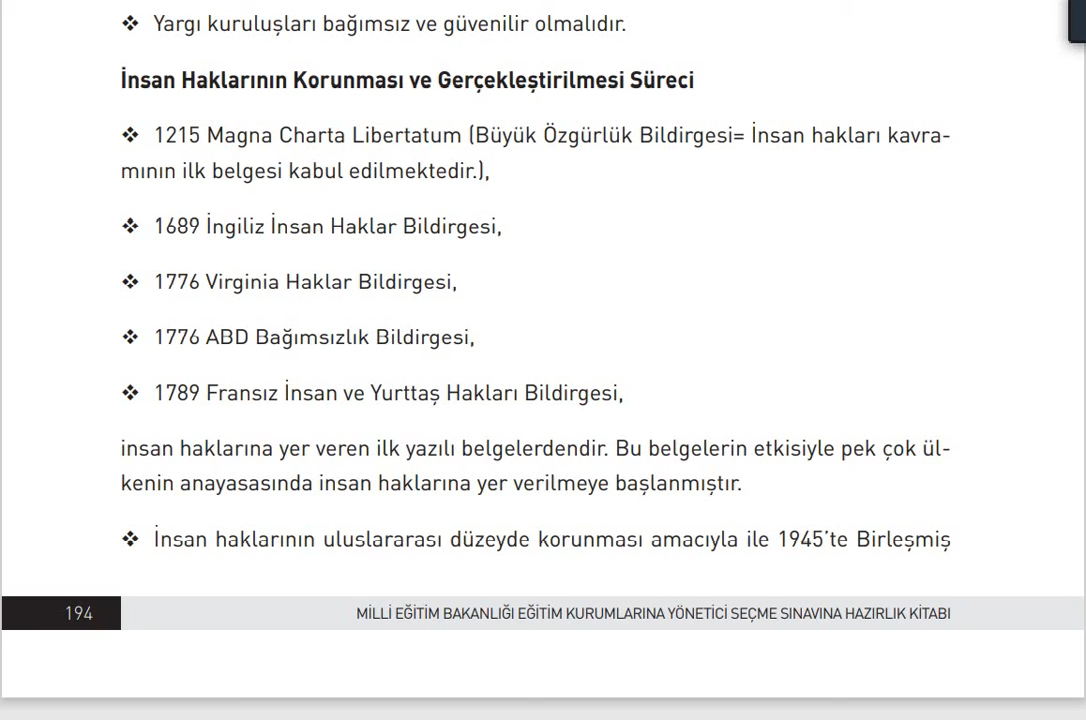 ❖ Yargı kuruluşları bağımsız ve güvenilir olmalıdır.
İnsan Haklarının Korunması ve Gerçekleştirilmesi Süreci
❖ 1215 Magna Charta Libertatum (Büyük Özgürlük Bildirgesi= İnsan hakları kavra-
mının ilk belgesi kabul edilmektedir.),
❖ 1689 İngiliz İnsan Haklar Bildirgesi,
❖ 1776 Virginia Haklar Bildirgesi,
❖ 1776 ABD Bağımsızlık Bildirgesi,
❖ 1789 Fransız İnsan ve Yurttaş Hakları Bildirgesi,
insan haklarına yer veren ilk yazılı belgelerdendir. Bu belgelerin etkisiyle pek çok ül-
kenin anayasasında insan haklarına yer verilmeye başlanmıştır.
❖ İnsan haklarının uluslararası düzeyde korunması amacıyla ile 1945’te Birleşmiş
194 MİLLİ EĞİTİM BAKANLIĞI EĞİTİM KURUMLARINA YÖNETİCİ SEÇME SINAVINA HAZIRLIK KİTABI